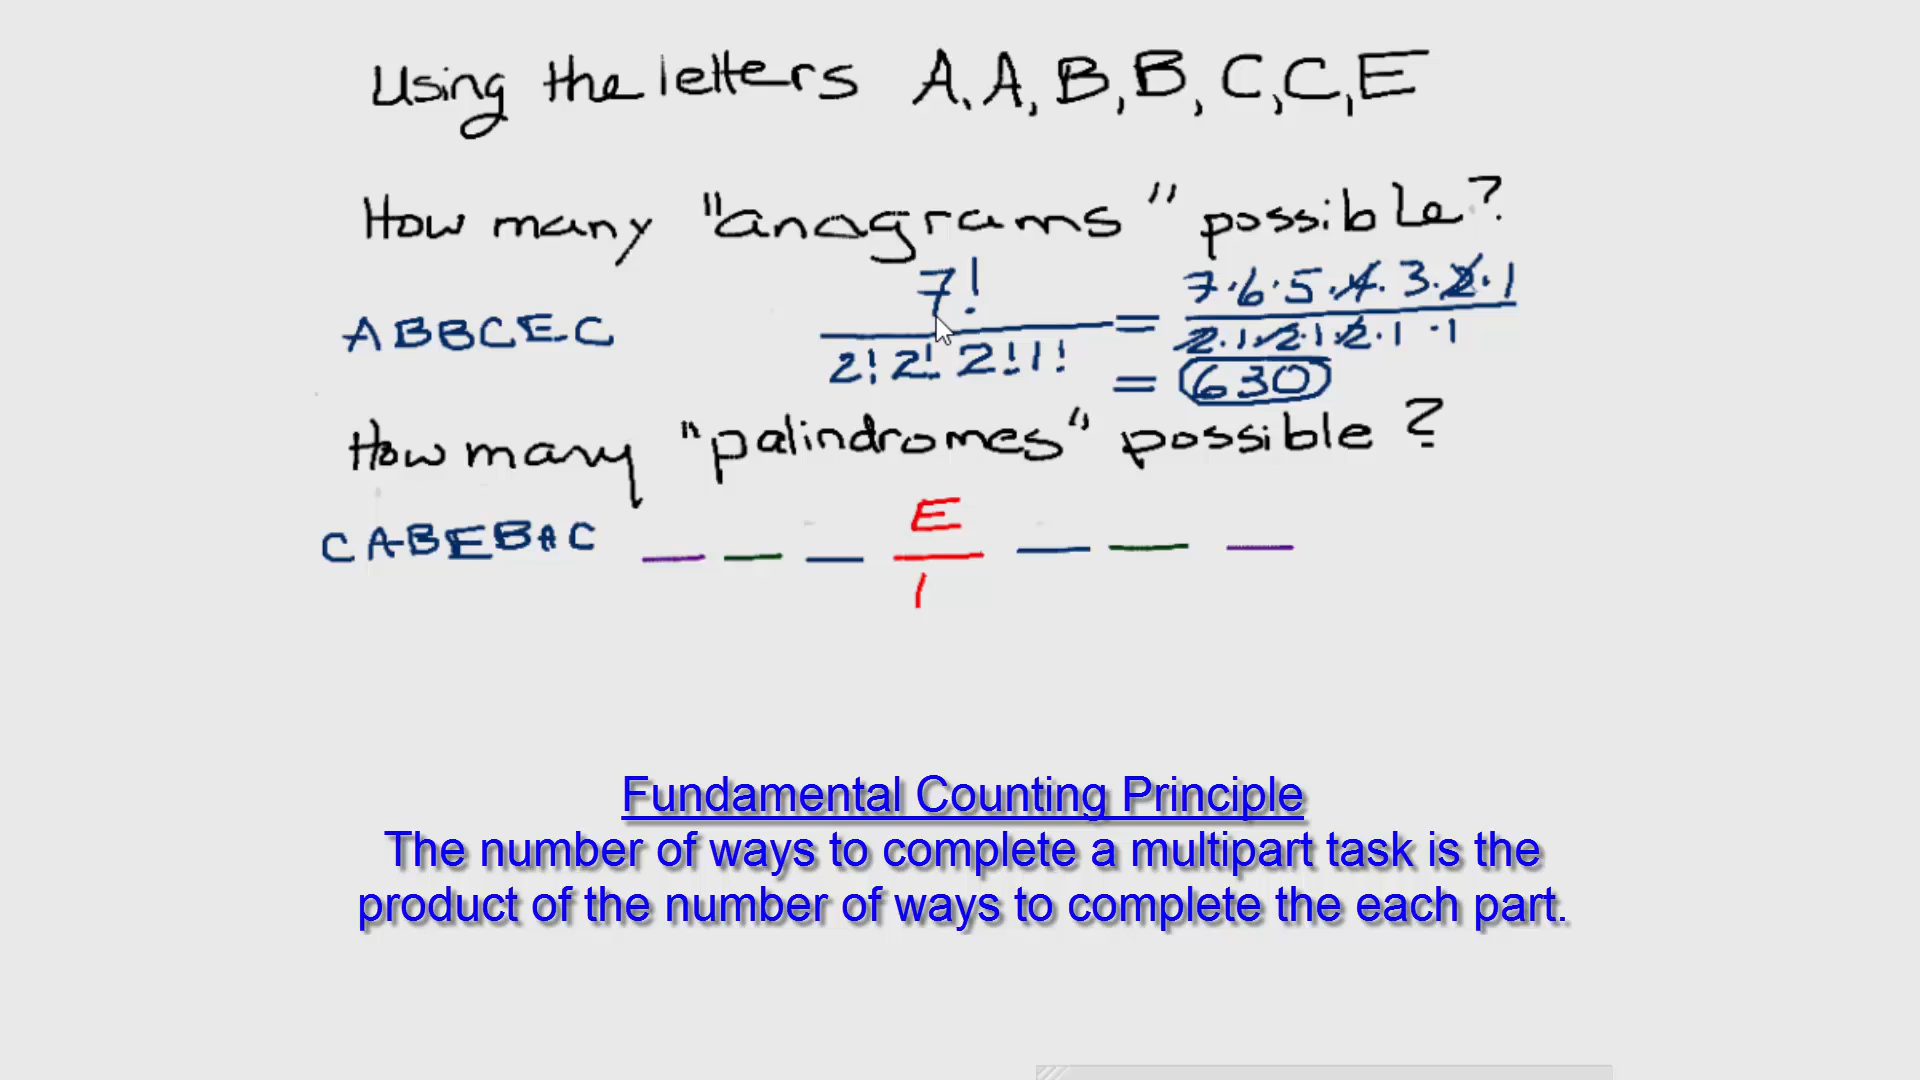 Using the letters A, A, B, B, C, C, E
How many "anagrams" possible?
7! 7·6·5·4·3·2·1
ABBCEC = 
2! 2! 2! 1! 2·1·2·1·2·1·1
= 630
How many "palindromes" possible?
E
CABEBAC
1
Fundamental Counting Principle
The number of ways to complete a multipart task is the
product of the number of ways to complete the each part.